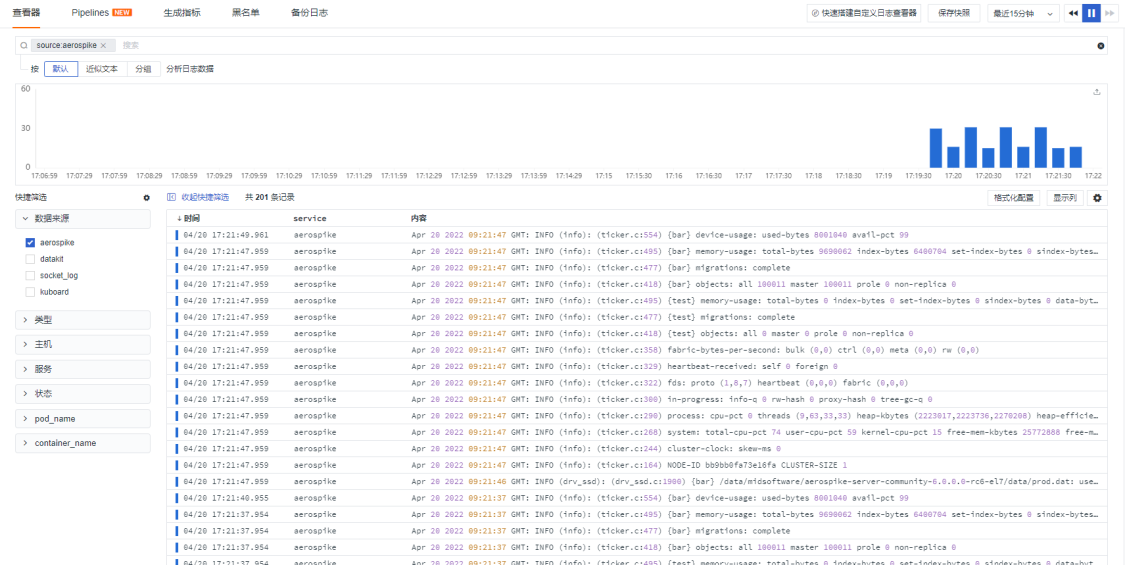 查看器 Pipelines NEW 生成指标 黑名单 备份日志 快速搭建自定义日志查看器 保存快照 最近15分钟
source:aerospike × 搜索
按 默认 近似文本 分组 分析日志数据
60
30
0
17:06:59 17:07:29 17:07:59 17:08:29 17:08:59 17:09:29 17:09:59 17:10:29 17:10:59 17:11:29 17:11:59 17:12:29 17:12:59 17:13:29 17:13:59 17:14:29 17:15 17:15:30 17:16 17:16:30 17:17 17:17:30 17:18 17:18:30 17:19 17:19:30 17:20 17:20:30 17:21 17:21:30 17:22
快捷筛选 收起快捷筛选 共 201 条记录 格式化配置 显示列
数据来源
aerospike
datakit
socket_log
kuboard
类型
主机
服务
状态
pod_name
container_name
↓时间 service 内容
04/20 17:21:49.961 aerospike Apr 20 2022 09:21:47 GMT: INFO (info): (ticker.c:554) {bar} device-usage: used-bytes 8001040 avail-pct 99
04/20 17:21:47.959 aerospike Apr 20 2022 09:21:47 GMT: INFO (info): (ticker.c:495) {bar} memory-usage: total-bytes 9690062 index-bytes 6400704 set-index-bytes 0 sindex-bytes…
04/20 17:21:47.959 aerospike Apr 20 2022 09:21:47 GMT: INFO (info): (ticker.c:477) {bar} migrations: complete
04/20 17:21:47.959 aerospike Apr 20 2022 09:21:47 GMT: INFO (info): (ticker.c:418) {bar} objects: all 100011 master 100011 prole 0 non-replica 0
04/20 17:21:47.959 aerospike Apr 20 2022 09:21:47 GMT: INFO (info): (ticker.c:495) {test} memory-usage: total-bytes 0 index-bytes 0 set-index-bytes 0 sindex-bytes 0 data-byt…
04/20 17:21:47.959 aerospike Apr 20 2022 09:21:47 GMT: INFO (info): (ticker.c:477) {test} migrations: complete
04/20 17:21:47.959 aerospike Apr 20 2022 09:21:47 GMT: INFO (info): (ticker.c:418) {test} objects: all 0 master 0 prole 0 non-replica 0
04/20 17:21:47.959 aerospike Apr 20 2022 09:21:47 GMT: INFO (info): (ticker.c:358) fabric-bytes-per-second: bulk (0,0) ctrl (0,0) meta (0,0) rw (0,0)
04/20 17:21:47.959 aerospike Apr 20 2022 09:21:47 GMT: INFO (info): (ticker.c:329) heartbeat-received: self 0 foreign 0
04/20 17:21:47.959 aerospike Apr 20 2022 09:21:47 GMT: INFO (info): (ticker.c:322) fds: proto (1,8,7) heartbeat (0,0,0) fabric (0,0,0)
04/20 17:21:47.959 aerospike Apr 20 2022 09:21:47 GMT: INFO (info): (ticker.c:300) in-progress: info-q 0 rw-hash 0 proxy-hash 0 tree-gc-q 0
04/20 17:21:47.959 aerospike Apr 20 2022 09:21:47 GMT: INFO (info): (ticker.c:290) process: cpu-pct 0 threads (9,63,33,33) heap-kbytes (2223017,2223736,2270208) heap-efficie…
04/20 17:21:47.959 aerospike Apr 20 2022 09:21:47 GMT: INFO (info): (ticker.c:268) system: total-cpu-pct 74 user-cpu-pct 59 kernel-cpu-pct 15 free-mem-kbytes 25772888 free-m…
04/20 17:21:47.959 aerospike Apr 20 2022 09:21:47 GMT: INFO (info): (ticker.c:244) cluster-clock: skew-ms 0
04/20 17:21:47.959 aerospike Apr 20 2022 09:21:47 GMT: INFO (info): (ticker.c:164) NODE-ID bb9bb0fa73e16fa CLUSTER-SIZE 1
04/20 17:21:47.959 aerospike Apr 20 2022 09:21:46 GMT: INFO (drv_ssd): (drv_ssd.c:1900) {bar} /data/midsoftware/aerospike-server-community-6.0.0.0-rc6-el7/data/prod.dat: use…
04/20 17:21:40.955 aerospike Apr 20 2022 09:21:37 GMT: INFO (info): (ticker.c:554) {bar} device-usage: used-bytes 8001040 avail-pct 99
04/20 17:21:37.954 aerospike Apr 20 2022 09:21:37 GMT: INFO (info): (ticker.c:495) {bar} memory-usage: total-bytes 9690062 index-bytes 6400704 set-index-bytes 0 sindex-bytes…
04/20 17:21:37.954 aerospike Apr 20 2022 09:21:37 GMT: INFO (info): (ticker.c:477) {bar} migrations: complete
04/20 17:21:37.954 aerospike Apr 20 2022 09:21:37 GMT: INFO (info): (ticker.c:418) {bar} objects: all 100011 master 100011 prole 0 non-replica 0
04/20 17:21:37.954 aerospike Apr 20 2022 09:21:37 GMT: INFO (info): (ticker.c:495) {test} memory-usage: total-bytes 0 index-bytes 0 set-index-bytes 0 sindex-bytes 0 data-byt